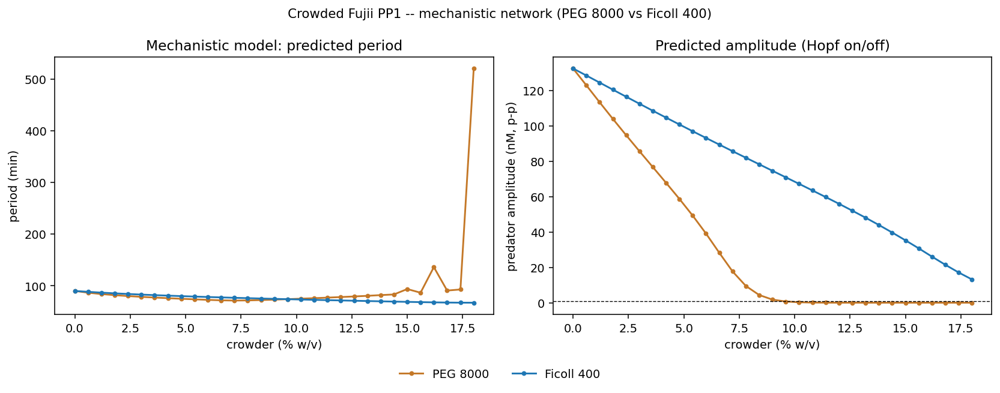 Crowded Fujii PP1 -- mechanistic network (PEG 8000 vs Ficoll 400)
Mechanistic model: predicted period
period (min)
500
400
300
200
100
0.0 2.5 5.0 7.5 10.0 12.5 15.0 17.5
crowder (% w/v)
Predicted amplitude (Hopf on/off)
predator amplitude (nM, p-p)
120
100
80
60
40
20
0
0.0 2.5 5.0 7.5 10.0 12.5 15.0 17.5
crowder (% w/v)
PEG 8000 Ficoll 400